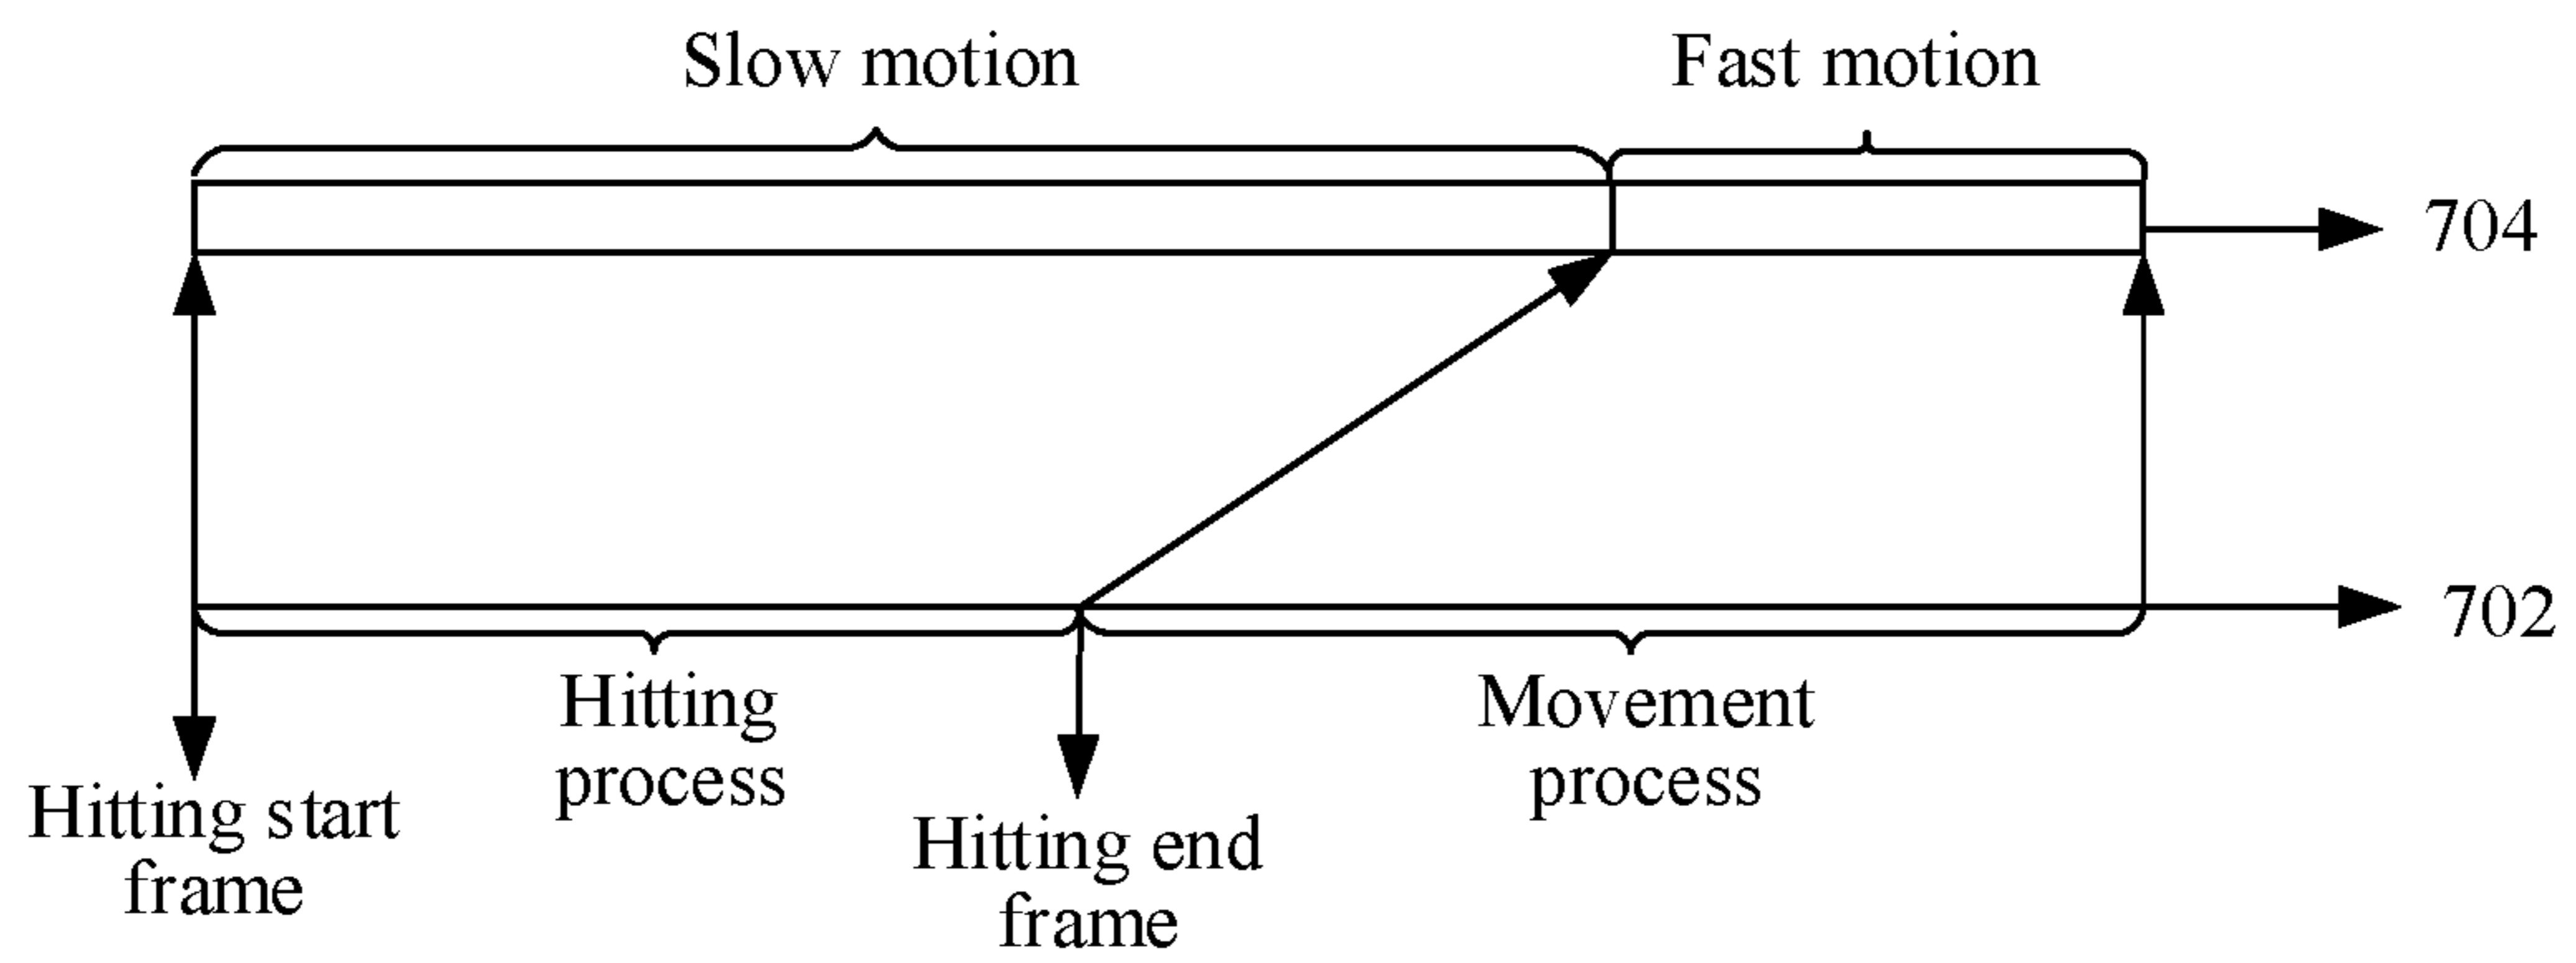 Slow motion
Fast motion
704
702
Hitting
process
Movement
process
Hitting start
frame
Hitting end
frame